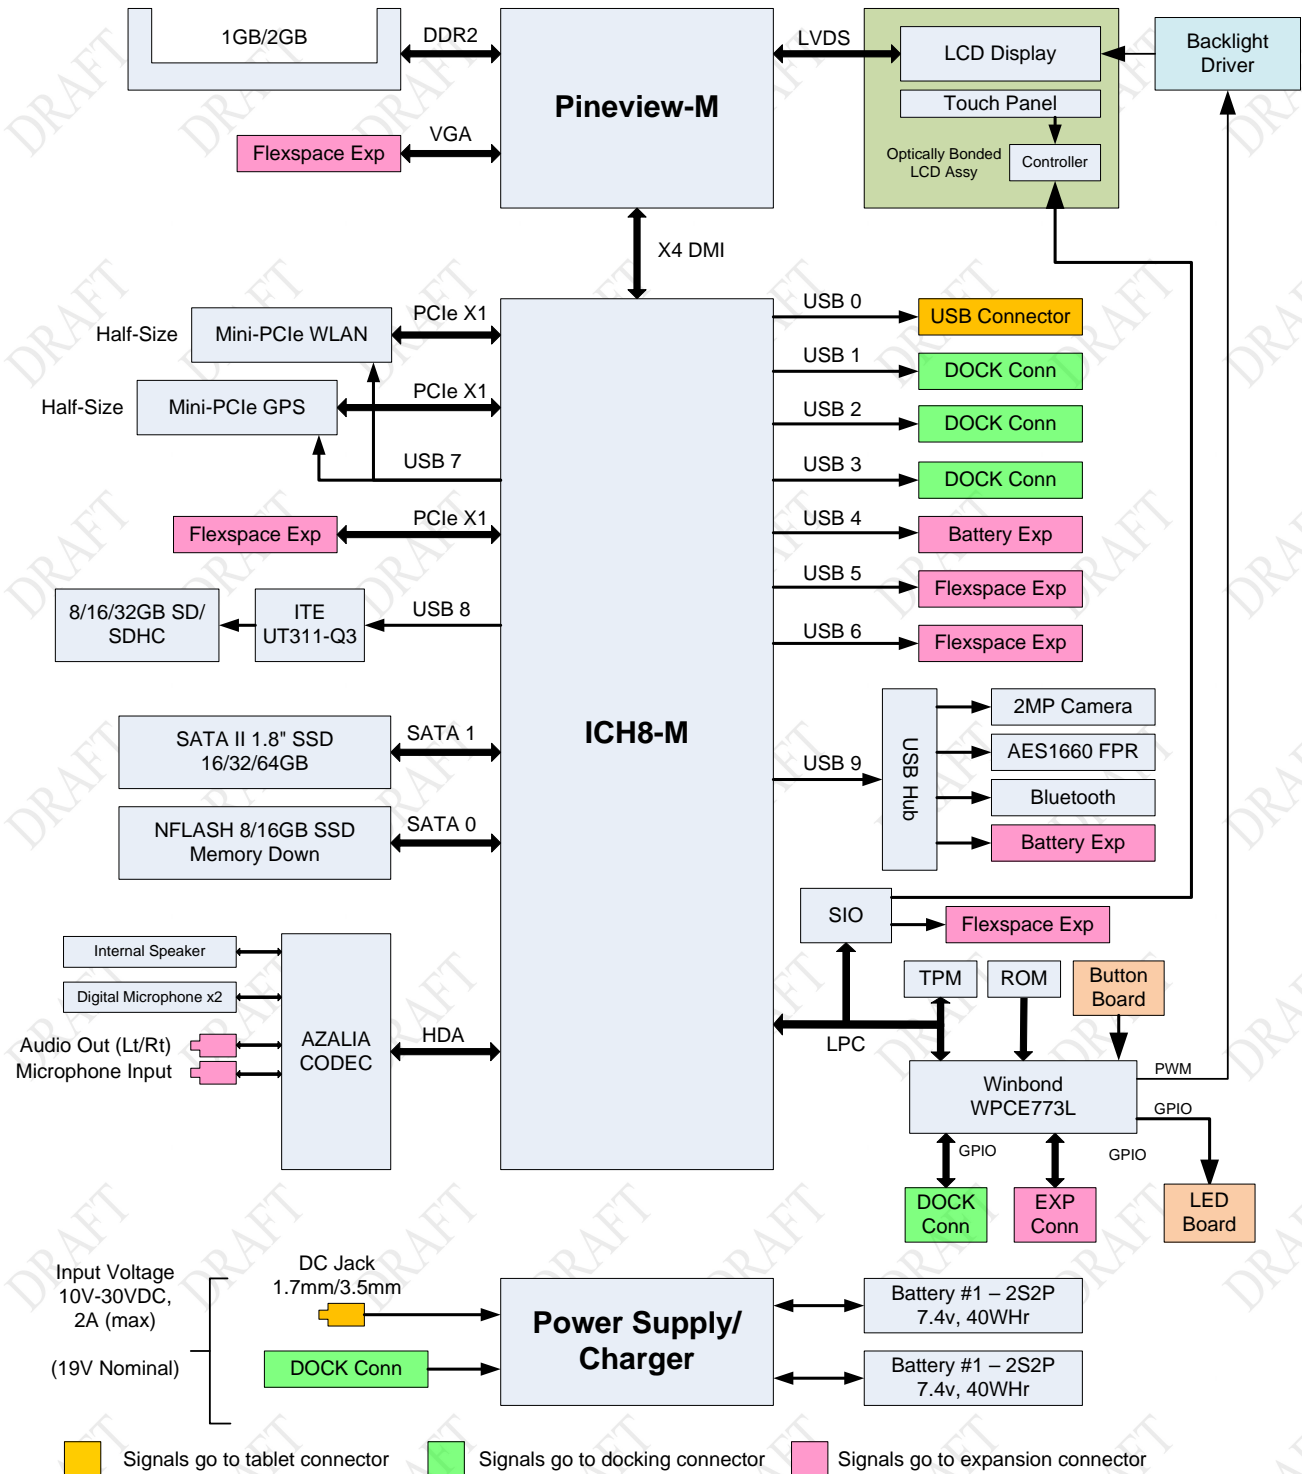 1GB/2GB
DDR2
Pineview-M
LVDS
LCD Display
Backlight
Driver
Touch Panel
VGA
Flexspace Exp
Optically Bonded
LCD Assy
Controller
X4 DMI
Half-Size
Mini-PCIe WLAN
PCIe X1
USB 0
USB Connector
USB 1
DOCK Conn
Half-Size
Mini-PCIe GPS
PCIe X1
USB 2
DOCK Conn
USB 7
USB 3
DOCK Conn
Flexspace Exp
PCIe X1
USB 4
Battery Exp
USB 5
Flexspace Exp
8/16/32GB SD/
SDHC
ITE
UT311-Q3
USB 8
USB 6
Flexspace Exp
ICH8-M
SATA II 1.8" SSD
16/32/64GB
SATA 1
USB 9
USB Hub
2MP Camera
AES1660 FPR
Bluetooth
Battery Exp
NFLASH 8/16GB SSD
Memory Down
SATA 0
SIO
Flexspace Exp
Internal Speaker
Digital Microphone x2
Audio Out (Lt/Rt)
Microphone Input
AZALIA
CODEC
HDA
TPM
ROM
Button
Board
LPC
Winbond
WPCE773L
PWM
GPIO
GPIO
GPIO
DOCK
Conn
EXP
Conn
LED
Board
Input Voltage
10V-30VDC,
2A (max)
(19V Nominal)
DC Jack
1.7mm/3.5mm
DOCK Conn
Power Supply/
Charger
Battery #1 – 2S2P
7.4v, 40WHr
Battery #1 – 2S2P
7.4v, 40WHr
Signals go to tablet connector
Signals go to docking connector
Signals go to expansion connector
DRAFT